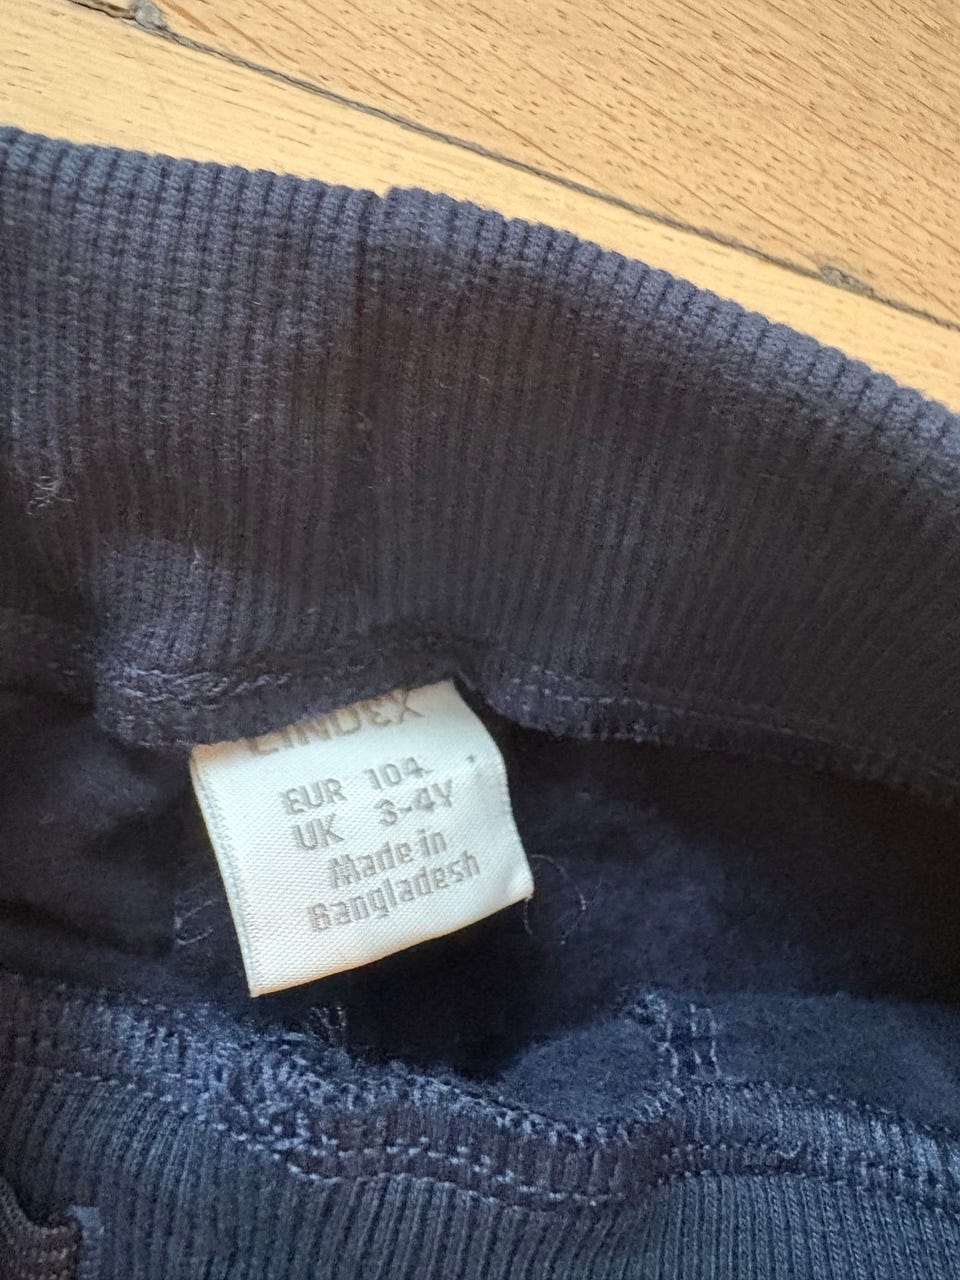 LINDEX
EUR 104
UK 3-4Y
Made in
Bangladesh